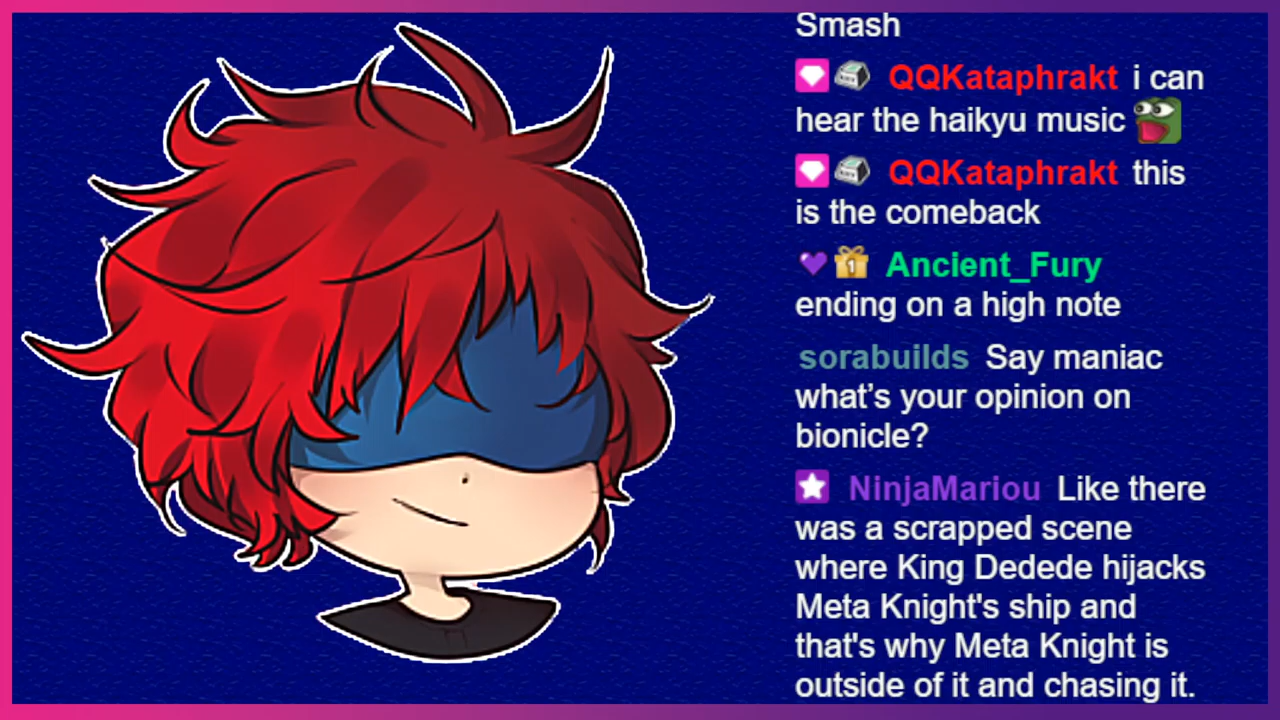 Smash
QQKataphrakt i can
hear the haikyu music
QQKataphrakt this
is the comeback
1 Ancient_Fury
ending on a high note
sorabuilds Say maniac
what’s your opinion on
bionicle?
NinjaMariou Like there
was a scrapped scene
where King Dedede hijacks
Meta Knight's ship and
that's why Meta Knight is
outside of it and chasing it.